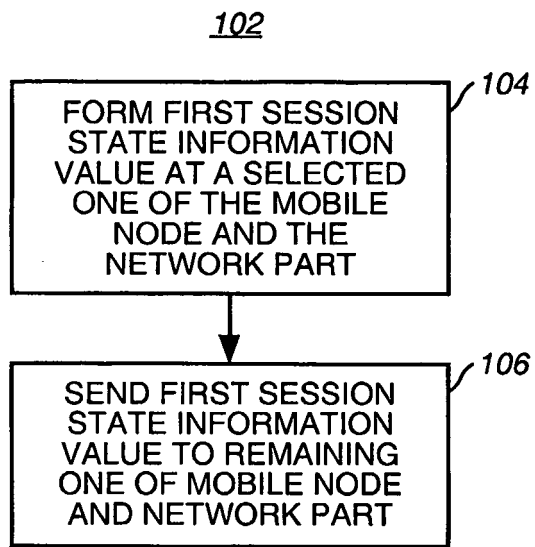 102
104
FORM FIRST SESSION
STATE INFORMATION
VALUE AT A SELECTED
ONE OF THE MOBILE
NODE AND THE
NETWORK PART
106
SEND FIRST SESSION
STATE INFORMATION
VALUE TO REMAINING
ONE OF MOBILE NODE
AND NETWORK PART